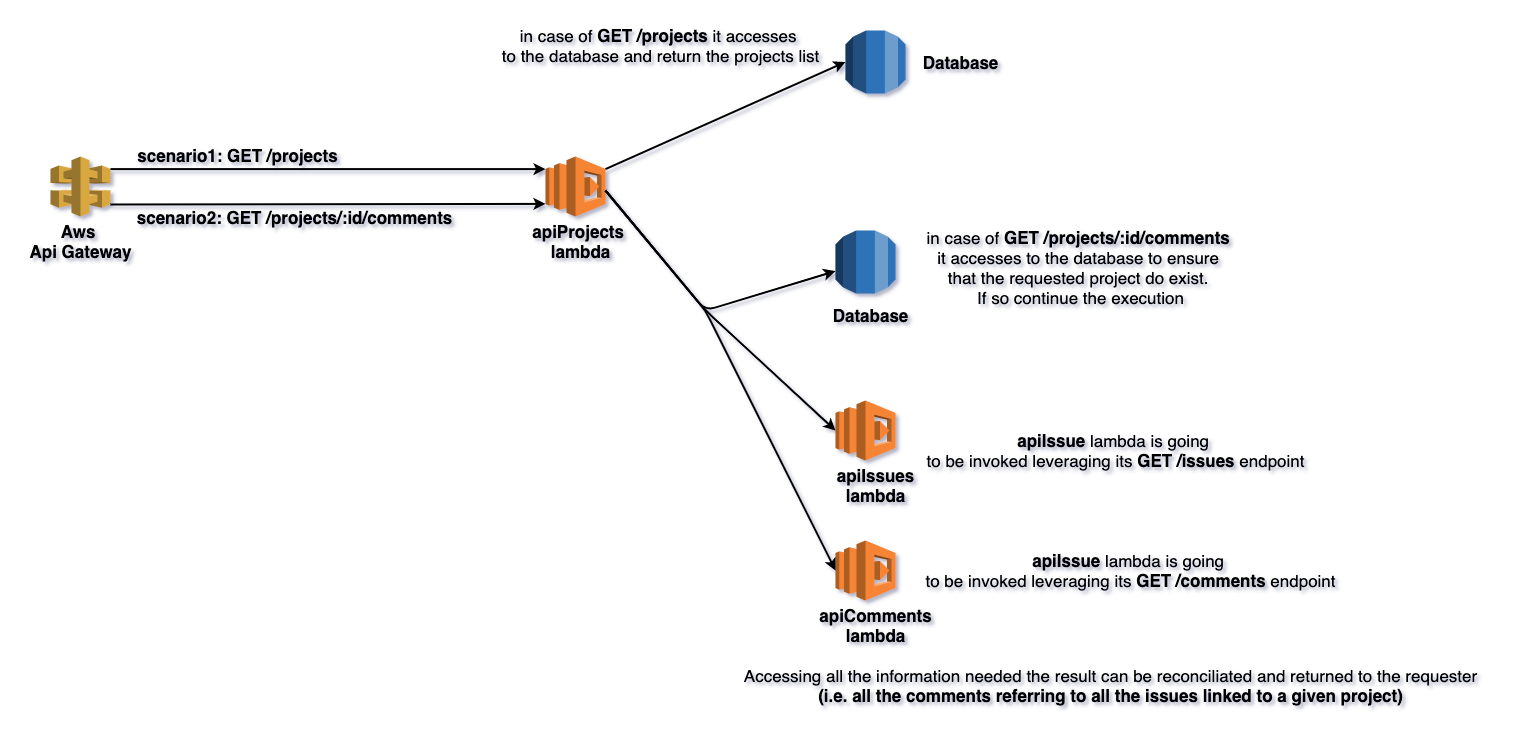 in case of GET /projects it accesses
to the database and return the projects list
Database
scenario1: GET /projects
scenario2: GET /projects/:id/comments
Aws
Api Gateway
apiProjects
lambda
in case of GET /projects/:id/comments
it accesses to the database to ensure
that the requested project do exist.
If so continue the execution
Database
apiIssue lambda is going
to be invoked leveraging its GET /issues endpoint
apiIssues
lambda
apiIssue lambda is going
to be invoked leveraging its GET /comments endpoint
apiComments
lambda
Accessing all the information needed the result can be reconciliated and returned to the requester
(i.e. all the comments referring to all the issues linked to a given project)